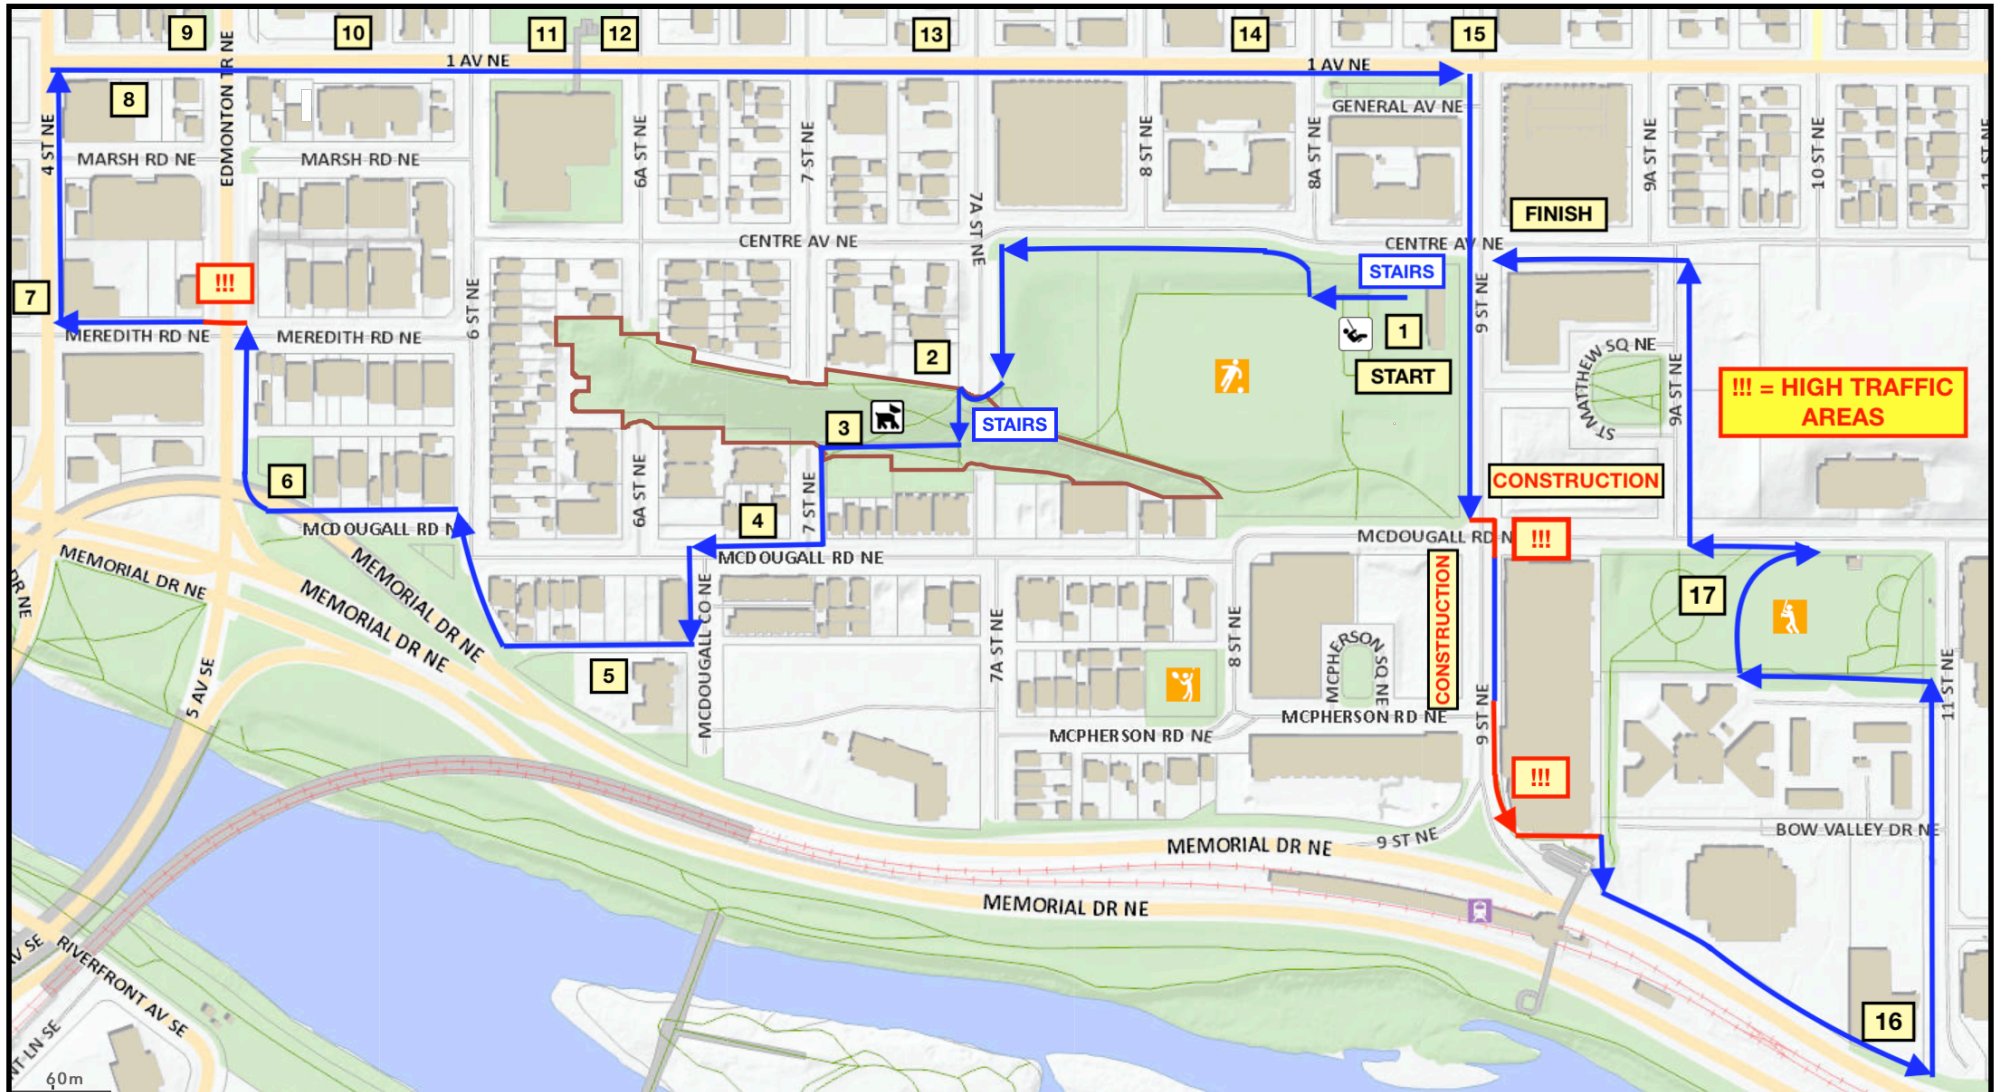 9
10
11
12
13
14
15
1 AV NE
1 AV NE
EDMONTON TR NE
8
GENERAL AV NE
4 ST NE
MARSH RD NE
MARSH RD NE
6A ST NE
7 ST NE
8 ST NE
8A ST NE
9A ST NE
10 ST NE
11 ST NE
7A ST NE
FINISH
CENTRE AV NE
CENTRE AV NE
STAIRS
!!!
7
6 ST NE
9 ST NE
MEREDITH RD NE
MEREDITH RD NE
1
2
START
ST MATTHEW SQ NE
9A ST NE
!!! = HIGH TRAFFIC
AREAS
3
STAIRS
6
6A ST NE
7 ST NE
4
CONSTRUCTION
MCDOUGALL RD N
MCDOUGALL RD NE
MCDOUGALL RD N
!!!
CONSTRUCTION
MEMORIAL DR NE
MEMORIAL DR NE
MEMORIAL DR NE
DR NE
17
MCDOUGALL CO NE
7A ST NE
8 ST NE
MCPHERSON SQ NE
5
5 AV SE
9 ST NE
11 ST NE
MCPHERSON RD NE
MCPHERSON RD NE
!!!
BOW VALLEY DR NE
MEMORIAL DR NE
9 ST NE
MEMORIAL DR NE
AV SE
RIVERFRONT AV SE
16
NT LN SE
60m